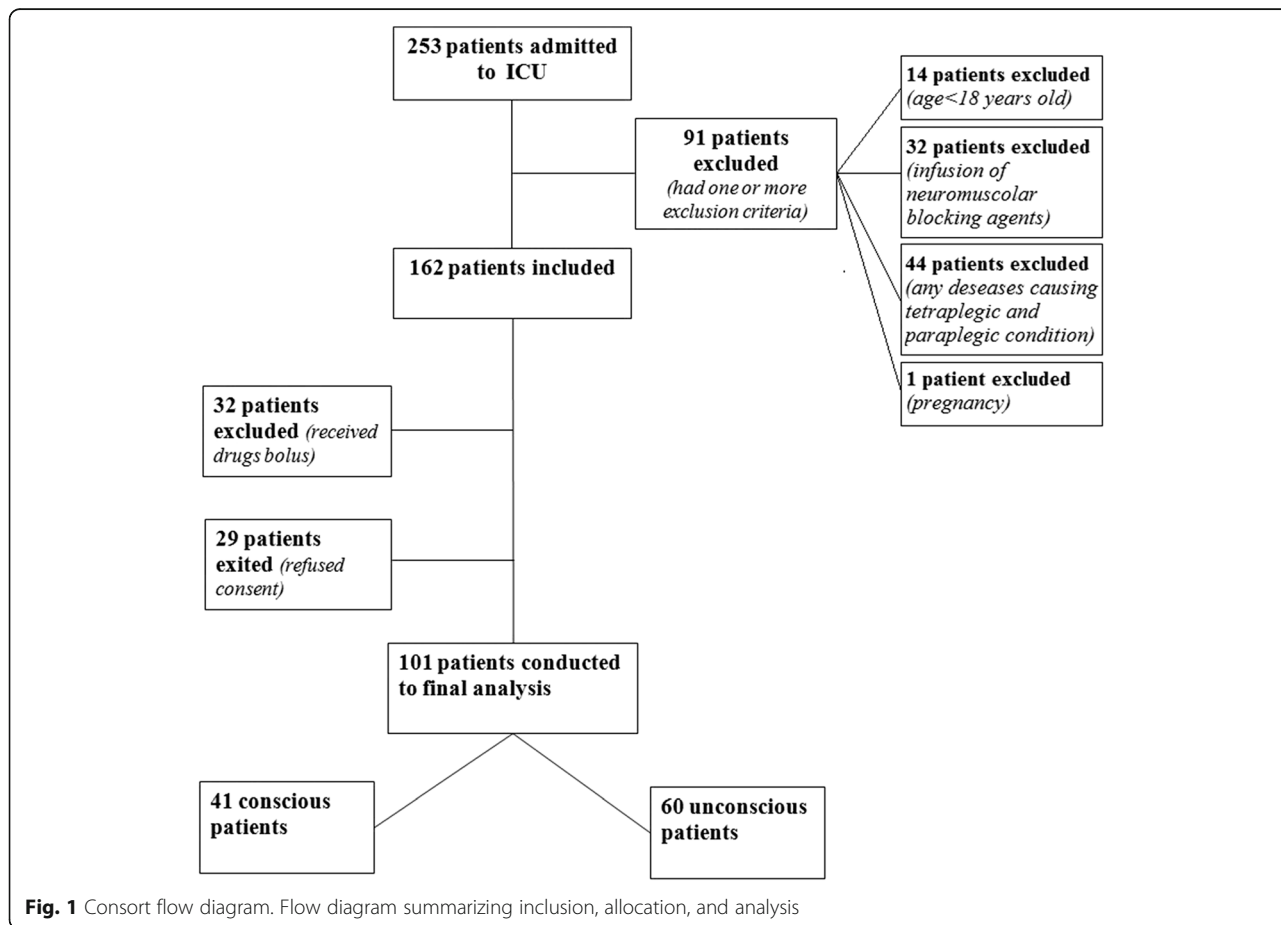 253 patients admitted
to ICU
14 patients excluded
(age<18 years old)
91 patients
excluded
(had one or more
exclusion criteria)
32 patients excluded
(infusion of
neuromuscolar
blocking agents)
162 patients included
44 patients excluded
(any deseases causing
tetraplegic and
paraplegic condition)
1 patient excluded
(pregnancy)
32 patients
excluded (received
drugs bolus)
29 patients
exited (refused
consent)
101 patients conducted
to final analysis
41 conscious
patients
60 unconscious
patients
Fig. 1 Consort flow diagram. Flow diagram summarizing inclusion, allocation, and analysis